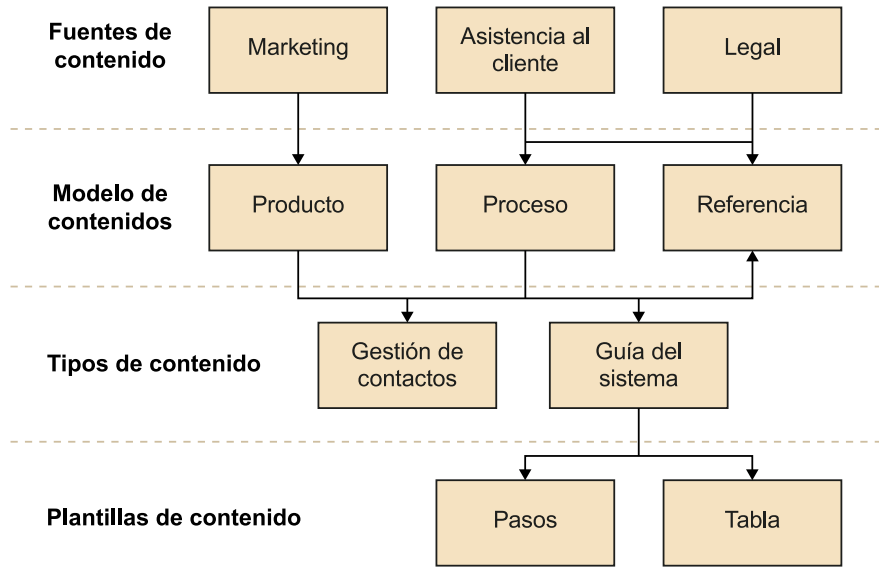 Fuentes de
contenido
Marketing
Asistencia al
cliente
Legal
Modelo de
contenidos
Producto
Proceso
Referencia
Tipos de contenido
Gestión de
contactos
Guía del
sistema
Plantillas de contenido
Pasos
Tabla